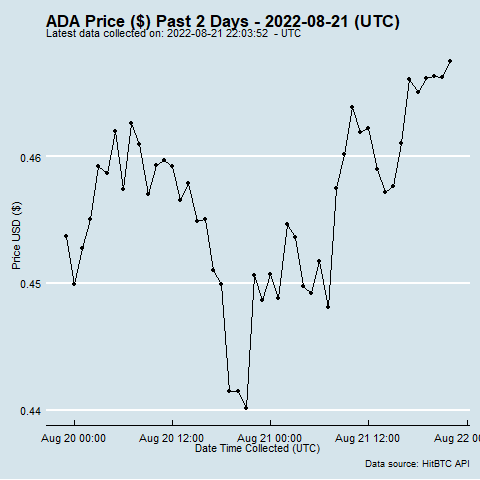 ADA Price ($) Past 2 Days - 2022-08-21 (UTC)
Latest data collected on: 2022-08-21 22:03:52  - UTC
0.46
0.45
0.44
Price USD ($)
Aug 20 00:00 Aug 20 12:00 Aug 21 00:00 Aug 21 12:00 Aug 22 00
Date Time Collected (UTC)
Data source: HitBTC API